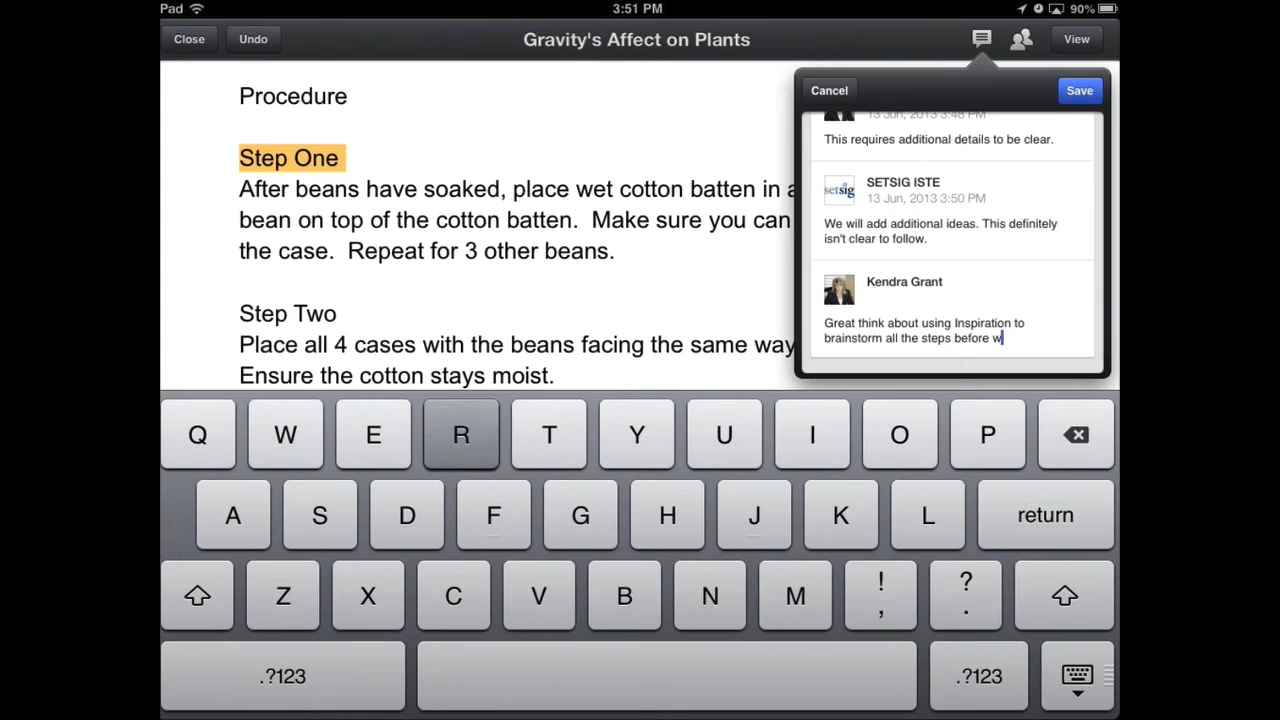 Pad 3:51 PM 90%
Close Undo Gravity's Affect on Plants View
Procedure
Step One
After beans have soaked, place wet cotton batten in a
bean on top of the cotton batten. Make sure you can
the case. Repeat for 3 other beans.
Step Two
Place all 4 cases with the beans facing the same way
Ensure the cotton stays moist.
Cancel Save
13 Jun, 2013 3:48 PM
This requires additional details to be clear.
setsig
SETSIG ISTE
13 Jun, 2013 3:50 PM
We will add additional ideas. This definitely
isn't clear to follow.
Kendra Grant
Great think about using Inspiration to
brainstorm all the steps before w
Q W E R T Y U I O P
A S D F G H J K L return
Z X C V B N M ! , ? .
.?123 .?123